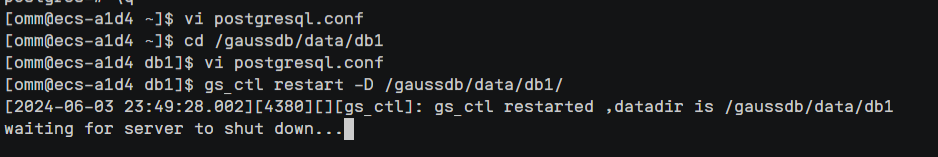 [omm@ecs-a1d4 ~]$ vi postgresql.conf
[omm@ecs-a1d4 ~]$ cd /gaussdb/data/db1
[omm@ecs-a1d4 db1]$ vi postgresql.conf
[omm@ecs-a1d4 db1]$ gs_ctl restart -D /gaussdb/data/db1/
[2024-06-03 23:49:28.002][4380][][gs_ctl]: gs_ctl restarted ,datadir is /gaussdb/data/db1
waiting for server to shut down...